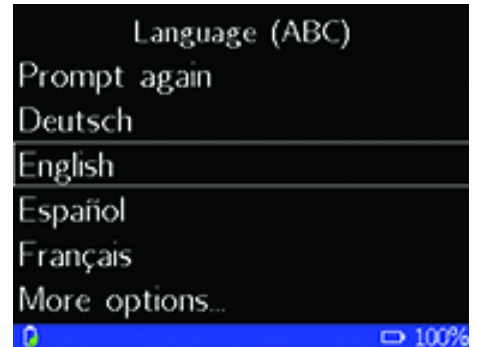 Language (ABC)
Prompt again
Deutsch
English
Español
Français
More options...
100%